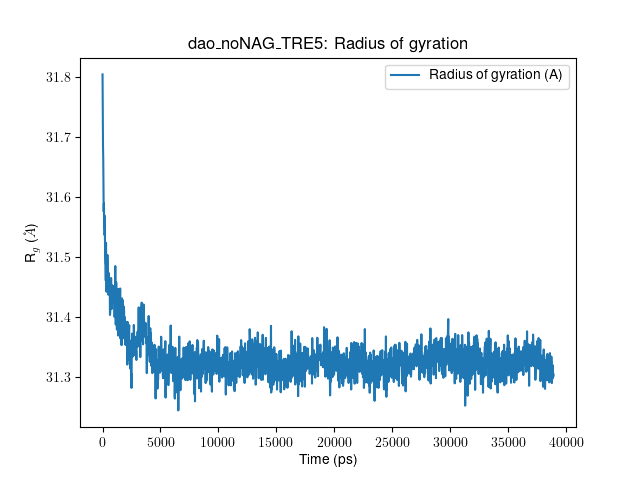 dao_noNAG_TRE5: Radius of gyration
Radius of gyration (A)
31.8
31.7
31.6
31.5
31.4
31.3
R_g (Å)
0 5000 10000 15000 20000 25000 30000 35000 40000
Time (ps)